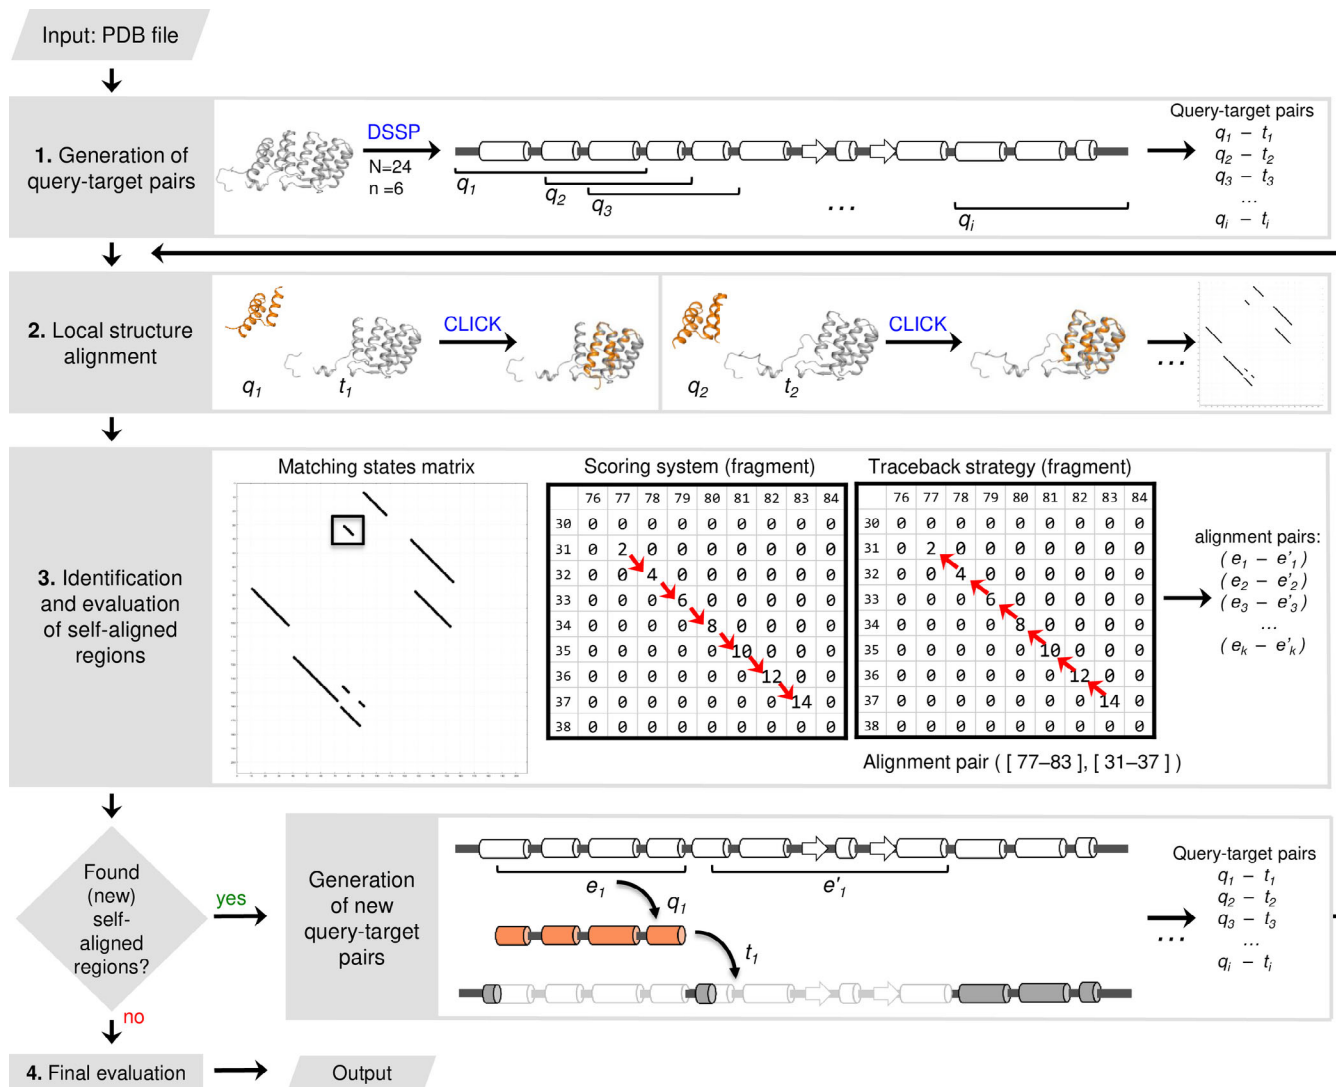 Input: PDB file
1. Generation of
query-target pairs
DSSP
N=24
n =6
q1
q2
q3
...
qi
Query-target pairs
q1 – t1
q2 – t2
q3 – t3
...
qi – ti
2. Local structure
alignment
q1
t1
CLICK
q2
t2
CLICK
...
3. Identification
and evaluation
of self-aligned
regions
Matching states matrix
Scoring system (fragment)
76 77 78 79 80 81 82 83 84
30 0 0 0 0 0 0 0 0 0
31 0 2 0 0 0 0 0 0 0
32 0 0 4 0 0 0 0 0 0
33 0 0 0 6 0 0 0 0 0
34 0 0 0 0 8 0 0 0 0
35 0 0 0 0 0 10 0 0 0
36 0 0 0 0 0 0 12 0 0
37 0 0 0 0 0 0 0 14 0
38 0 0 0 0 0 0 0 0 0
Traceback strategy (fragment)
76 77 78 79 80 81 82 83 84
30 0 0 0 0 0 0 0 0 0
31 0 2 0 0 0 0 0 0 0
32 0 0 4 0 0 0 0 0 0
33 0 0 0 6 0 0 0 0 0
34 0 0 0 0 8 0 0 0 0
35 0 0 0 0 0 10 0 0 0
36 0 0 0 0 0 0 12 0 0
37 0 0 0 0 0 0 0 14 0
38 0 0 0 0 0 0 0 0 0
Alignment pair ( [ 77–83 ], [ 31–37 ] )
alignment pairs:
( e1 – e'1 )
( e2 – e'2 )
( e3 – e'3 )
...
( ek – e'k )
Found
(new)
self-
aligned
regions?
yes
no
Generation
of new
query-target
pairs
e1
e'1
q1
t1
...
Query-target pairs
q1 – t1
q2 – t2
q3 – t3
...
qi – ti
4. Final evaluation
Output